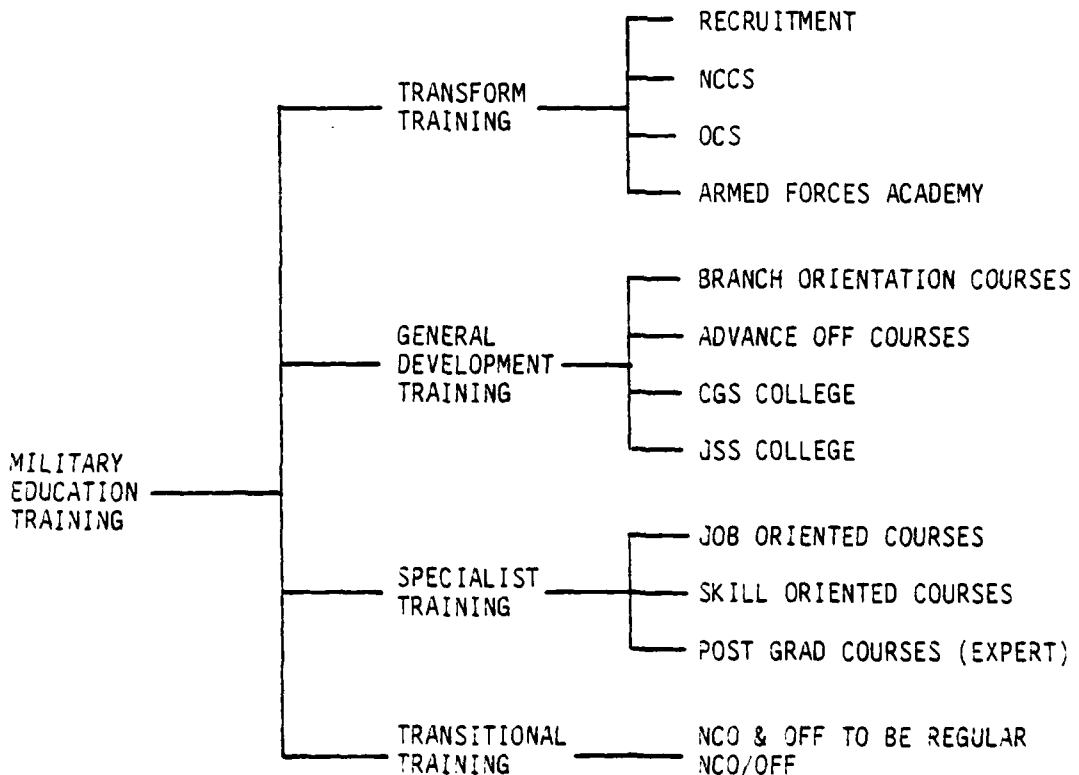 RECRUITMENT
TRANSFORM
TRAINING
NCCS
OCS
ARMED FORCES ACADEMY
BRANCH ORIENTATION COURSES
GENERAL
DEVELOPMENT
TRAINING
ADVANCE OFF COURSES
CGS COLLEGE
JSS COLLEGE
MILITARY
EDUCATION
TRAINING
JOB ORIENTED COURSES
SPECIALIST
TRAINING
SKILL ORIENTED COURSES
POST GRAD COURSES (EXPERT)
TRANSITIONAL
TRAINING
NCO & OFF TO BE REGULAR
NCO/OFF